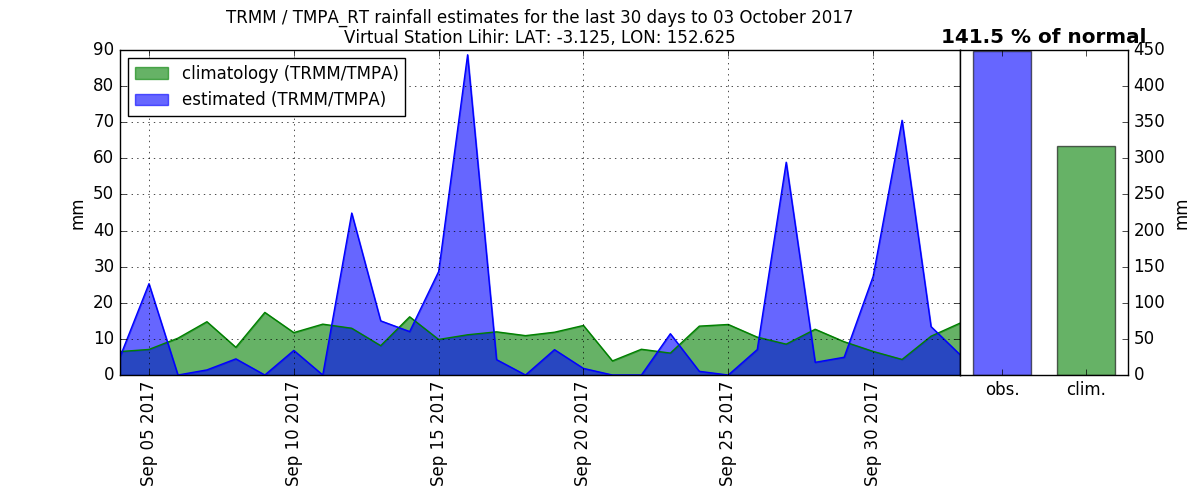 TRMM / TMPA_RT rainfall estimates for the last 30 days to 03 October 2017
Virtual Station Lihir: LAT: -3.125, LON: 152.625
141.5 % of normal
climatology (TRMM/TMPA)
estimated (TRMM/TMPA)
90
80
70
60
50
40
30
20
10
0
mm
Sep 05 2017
Sep 10 2017
Sep 15 2017
Sep 20 2017
Sep 25 2017
Sep 30 2017
obs.
clim.
450
400
350
300
250
200
150
100
50
0
mm